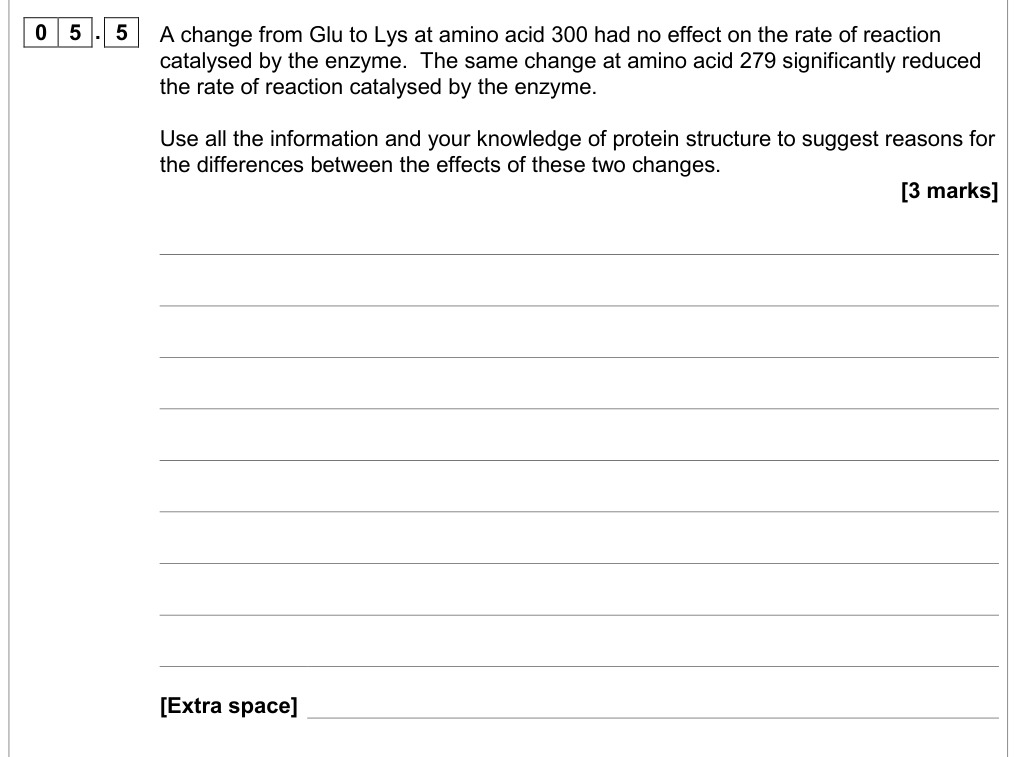 0 5 . 5 A change from Glu to Lys at amino acid 300 had no effect on the rate of reaction
catalysed by the enzyme. The same change at amino acid 279 significantly reduced
the rate of reaction catalysed by the enzyme.
Use all the information and your knowledge of protein structure to suggest reasons for
the differences between the effects of these two changes.
[3 marks]
[Extra space]